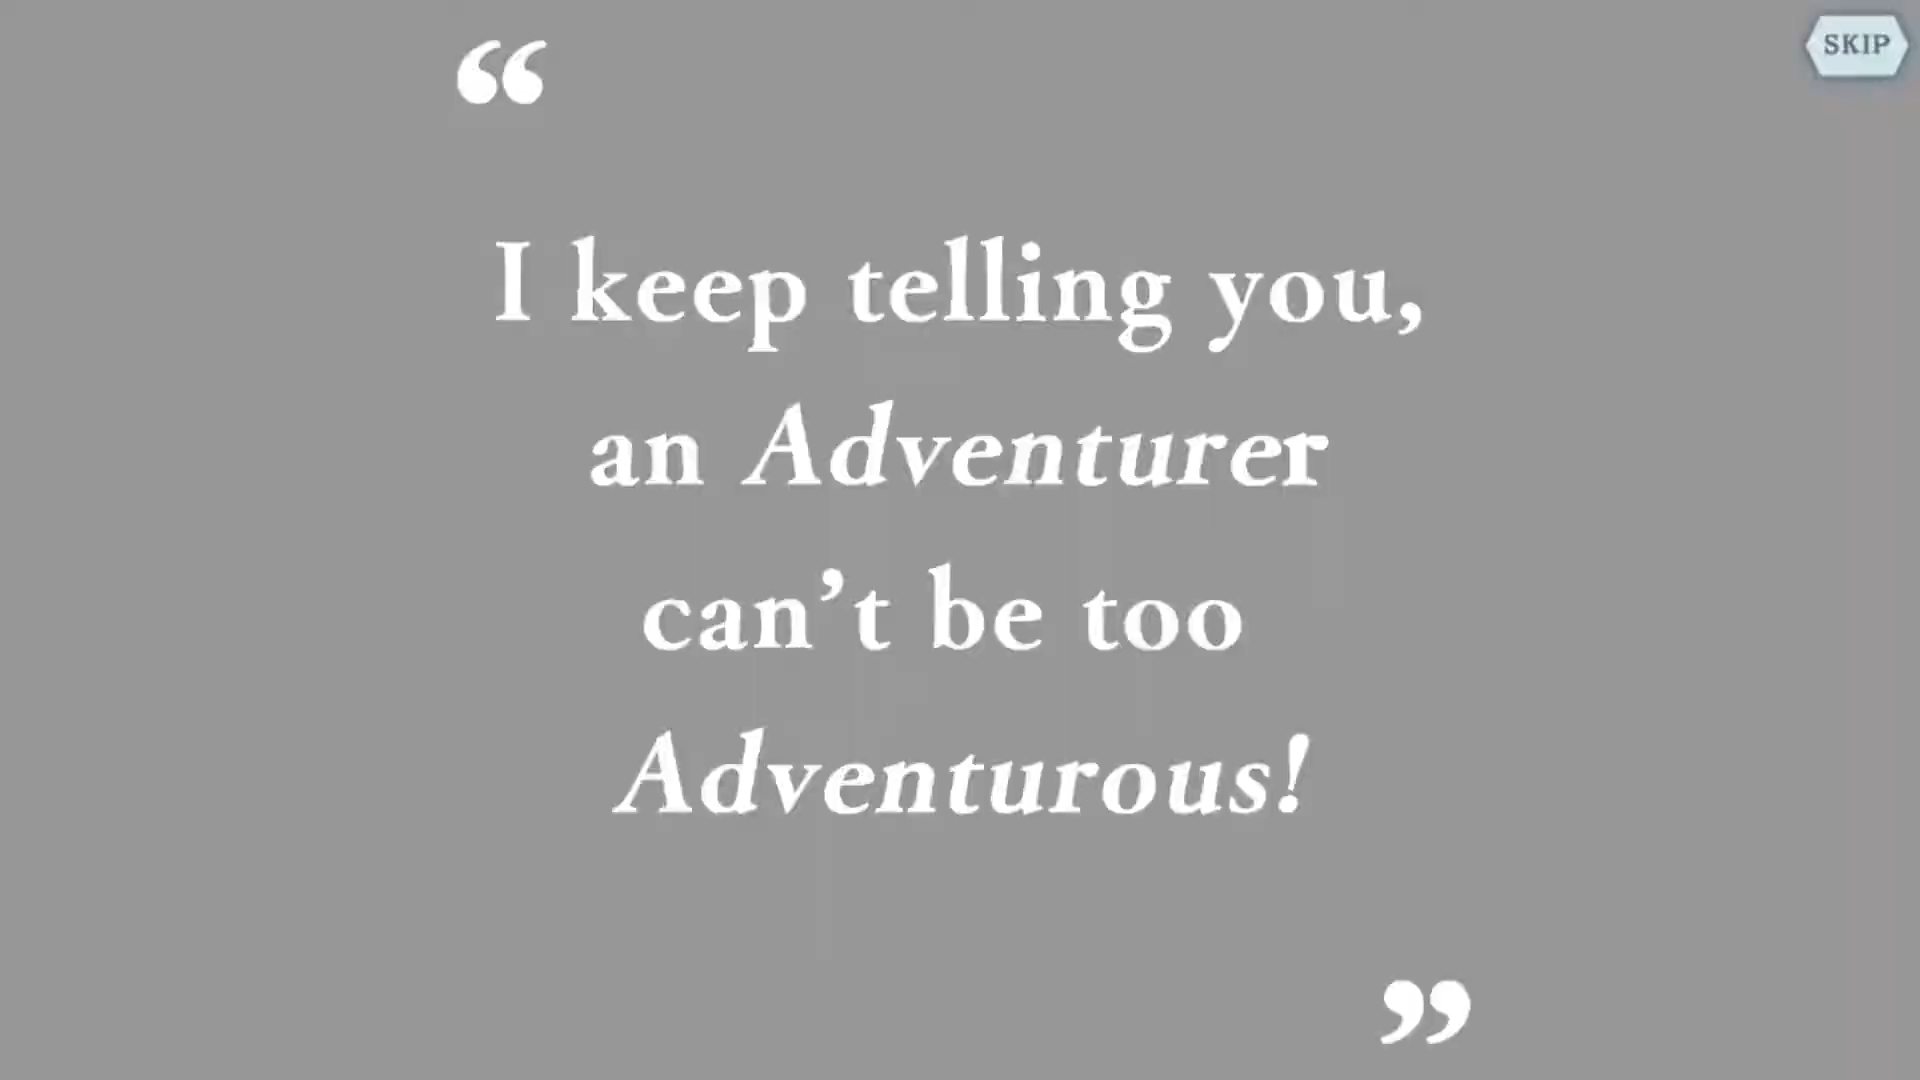 SKIP
“
I keep telling you,
an Adventurer
can’t be too
Adventurous!
”